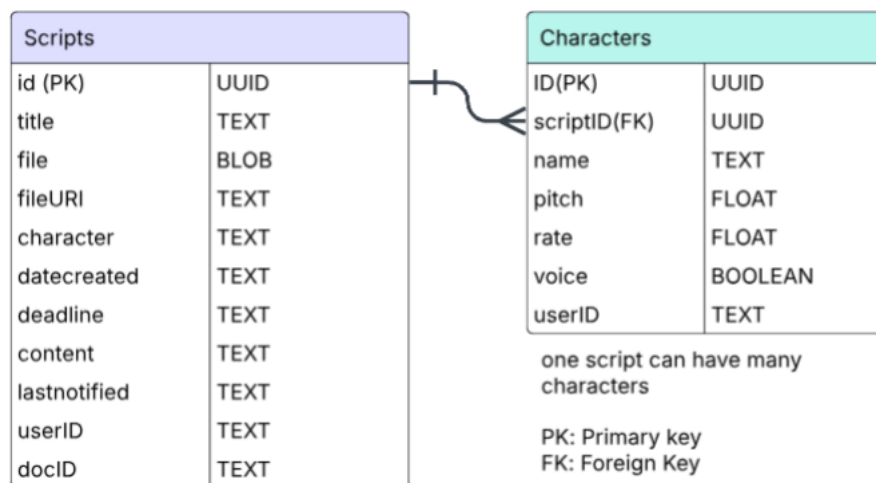 Scripts
id (PK) UUID
title TEXT
file BLOB
fileURI TEXT
character TEXT
datecreated TEXT
deadline TEXT
content TEXT
lastnotified TEXT
userID TEXT
docID TEXT
Characters
ID(PK) UUID
scriptID(FK) UUID
name TEXT
pitch FLOAT
rate FLOAT
voice BOOLEAN
userID TEXT
one script can have many
characters
PK: Primary key
FK: Foreign Key